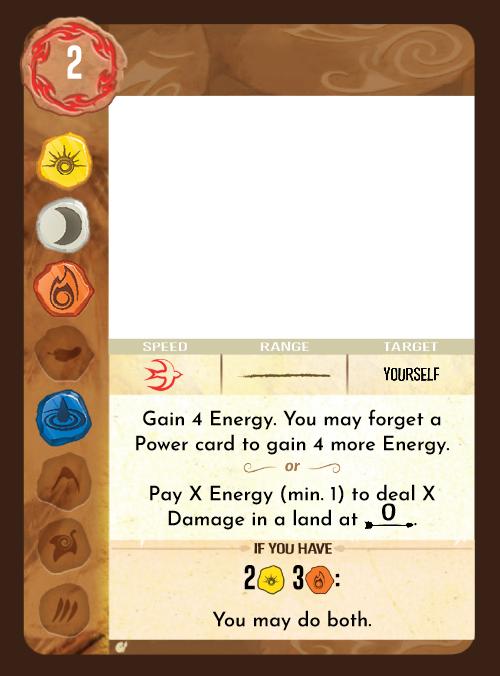 2
SPEED RANGE TARGET
YOURSELF
Gain 4 Energy. You may forget a
Power card to gain 4 more Energy.
or
Pay X Energy (min. 1) to deal X
Damage in a land at 0.
IF YOU HAVE
2 3 :
You may do both.